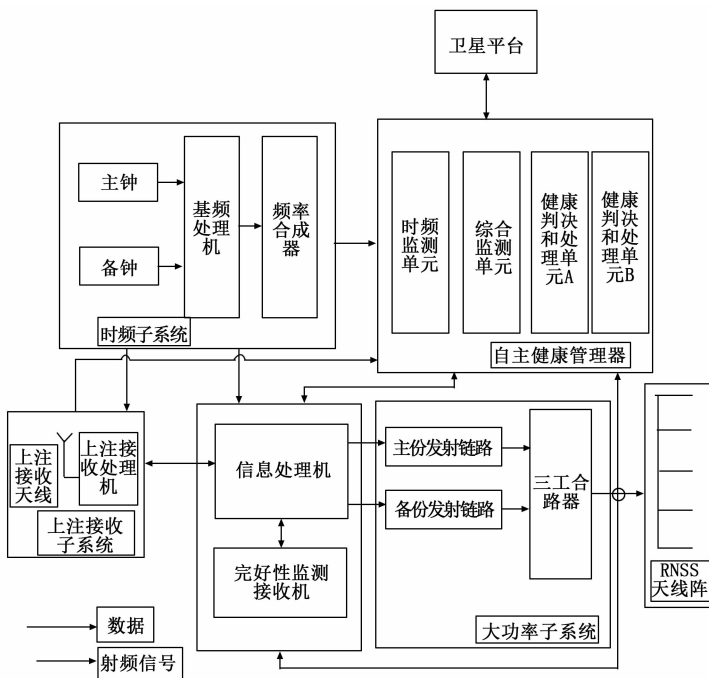 卫星平台
主钟
备钟
基频
处理
机
频率
合成
器
时频子系统
时频
监测
单元
综合
监测
单元
健康
判决
和处
理单
元A
健康
判决
和处
理单
元B
自主健康管理器
上注
接收
天线
上注接
收处理
机
上注接收
子系统
信息处理机
完好性监测
接收机
主份发射链路
备份发射链路
三工合
路器
大功率子系统
RNSS
天线阵
数据
射频信号